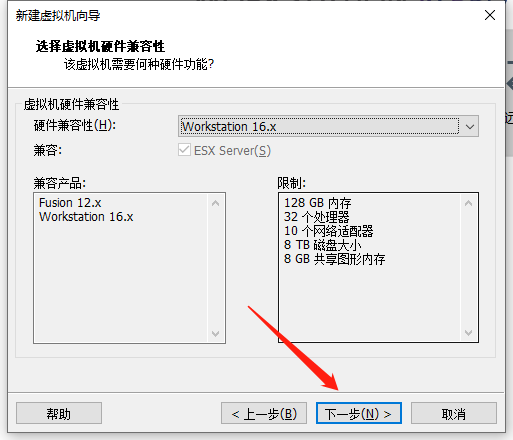 新建虚拟机向导
选择虚拟机硬件兼容性
该虚拟机需要何种硬件功能?
虚拟机硬件兼容性
硬件兼容性(H):
Workstation 16.x
兼容:
ESX Server(S)
兼容产品:
限制:
Fusion 12.x
Workstation 16.x
128 GB 内存
32 个处理器
10 个网络适配器
8 TB 磁盘大小
8 GB 共享图形内存
帮助
< 上一步(B)
下一步(N) >
取消